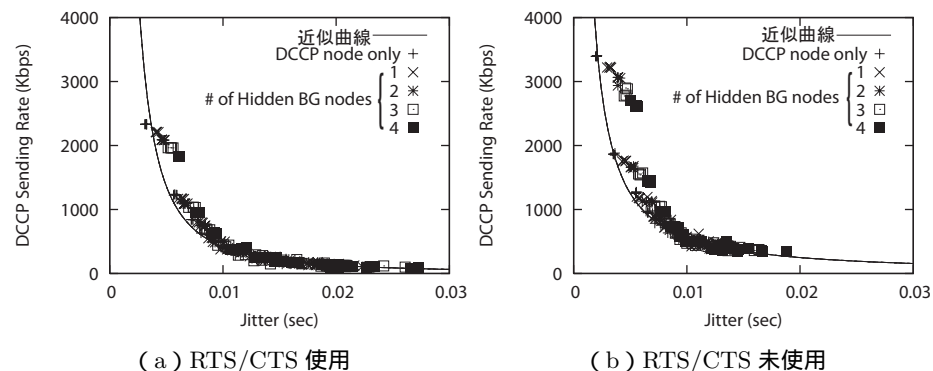 4000
3000
2000
1000
0
DCCP Sending Rate (Kbps)
近似曲線
DCCP node only
# of Hidden BG nodes
1
2
3
4
0
0.01
0.02
0.03
Jitter (sec)
(a) RTS/CTS 使用
4000
3000
2000
1000
0
DCCP Sending Rate (Kbps)
近似曲線
DCCP node only
# of Hidden BG nodes
1
2
3
4
0
0.01
0.02
0.03
Jitter (sec)
(b) RTS/CTS 未使用